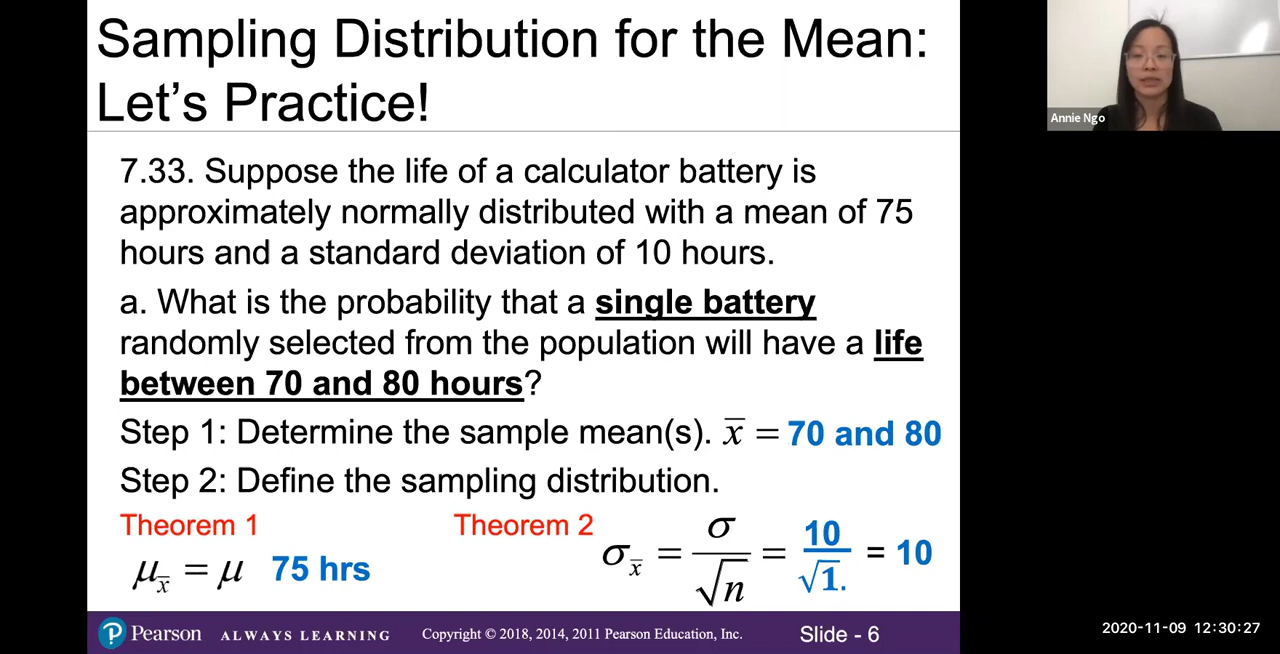 Sampling Distribution for the Mean:
Let's Practice!
Annie Ngo
7.33. Suppose the life of a calculator battery is
approximately normally distributed with a mean of 75
hours and a standard deviation of 10 hours.
a. What is the probability that a single battery
randomly selected from the population will have a life
between 70 and 80 hours?
Step 1: Determine the sample mean(s). x̅ = 70 and 80
Step 2: Define the sampling distribution.
Theorem 1 Theorem 2
μ_x̅ = μ 75 hrs σ_x̅ = σ/√n = 10/√1. = 10
Pearson ALWAYS LEARNING Copyright © 2018, 2014, 2011 Pearson Education, Inc. Slide - 6
2020-11-09 12:30:27